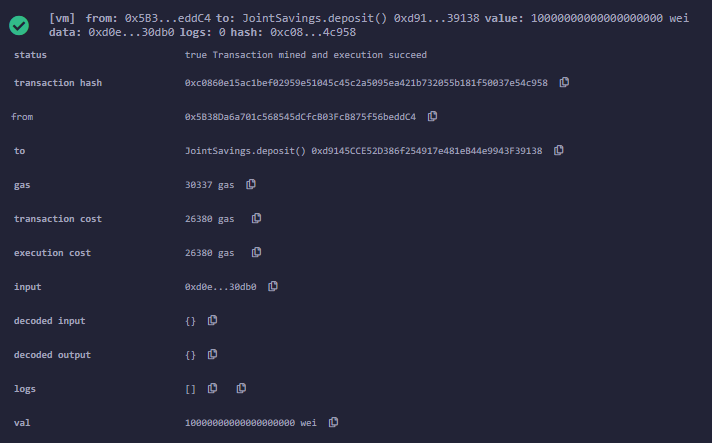 [vm] from: 0x5B3...eddC4 to: JointSavings.deposit() 0xd91...39138 value: 10000000000000000000 wei
data: 0xd0e...30db0 logs: 0 hash: 0xc08...4c958
status true Transaction mined and execution succeed
transaction hash 0xc0860e15ac1bef02959e51045c45c2a5095ea421b732055b181f50037e54c958
from 0x5B38Da6a701c568545dCfcB03FcB875f56beddC4
to JointSavings.deposit() 0xd9145CCE52D386f254917e481eB44e9943F39138
gas 30337 gas
transaction cost 26380 gas
execution cost 26380 gas
input 0xd0e...30db0
decoded input {}
decoded output {}
logs []
val 10000000000000000000 wei